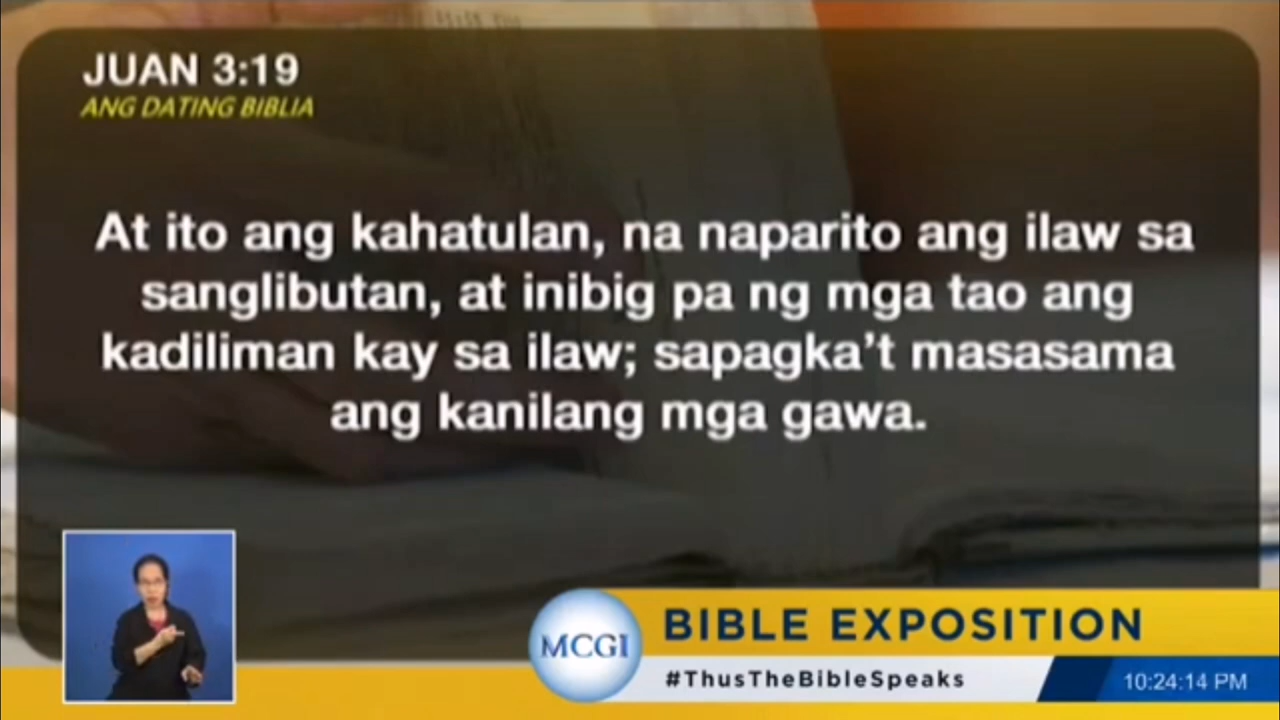 JUAN 3:19
ANG DATING BIBLIA
At ito ang kahatulan, na naparito ang ilaw sa
sanglibutan, at inibig pa ng mga tao ang
kadiliman kay sa ilaw; sapagka’t masasama
ang kanilang mga gawa.
MCGI
BIBLE EXPOSITION
#ThusTheBibleSpeaks
10:24:14 PM